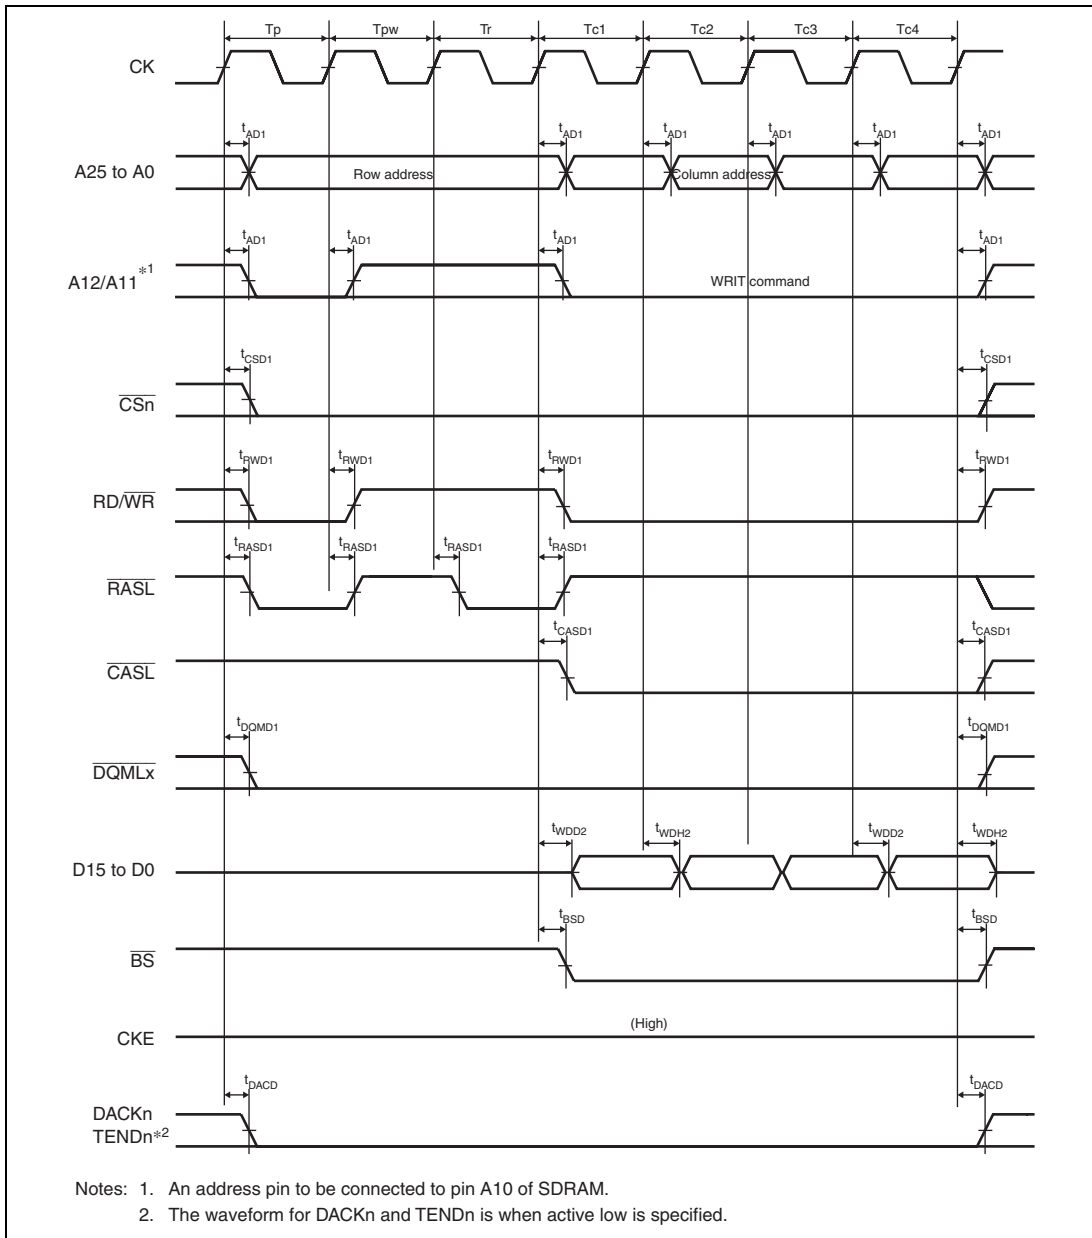 Tp Tpw Tr Tc1 Tc2 Tc3 Tc4
CK
tAD1 tAD1 tAD1 tAD1 tAD1 tAD1
A25 to A0
Row address
Column address
tAD1 tAD1 tAD1 tAD1
A12/A11*1
WRIT command
tCSD1 tCSD1
CSn
tRWD1 tRWD1 tRWD1 tRWD1
RD/WR
tRASD1 tRASD1 tRASD1 tRASD1
RASL
tCASD1 tCASD1
CASL
tDQMD1 tDQMD1
DQMLx
tWDD2 tWDH2 tWDD2 tWDH2
D15 to D0
tBSD tBSD
BS
(High)
CKE
tDACD tDACD
DACKn
TENDn*2
Notes: 1. An address pin to be connected to pin A10 of SDRAM.
2. The waveform for DACKn and TENDn is when active low is specified.